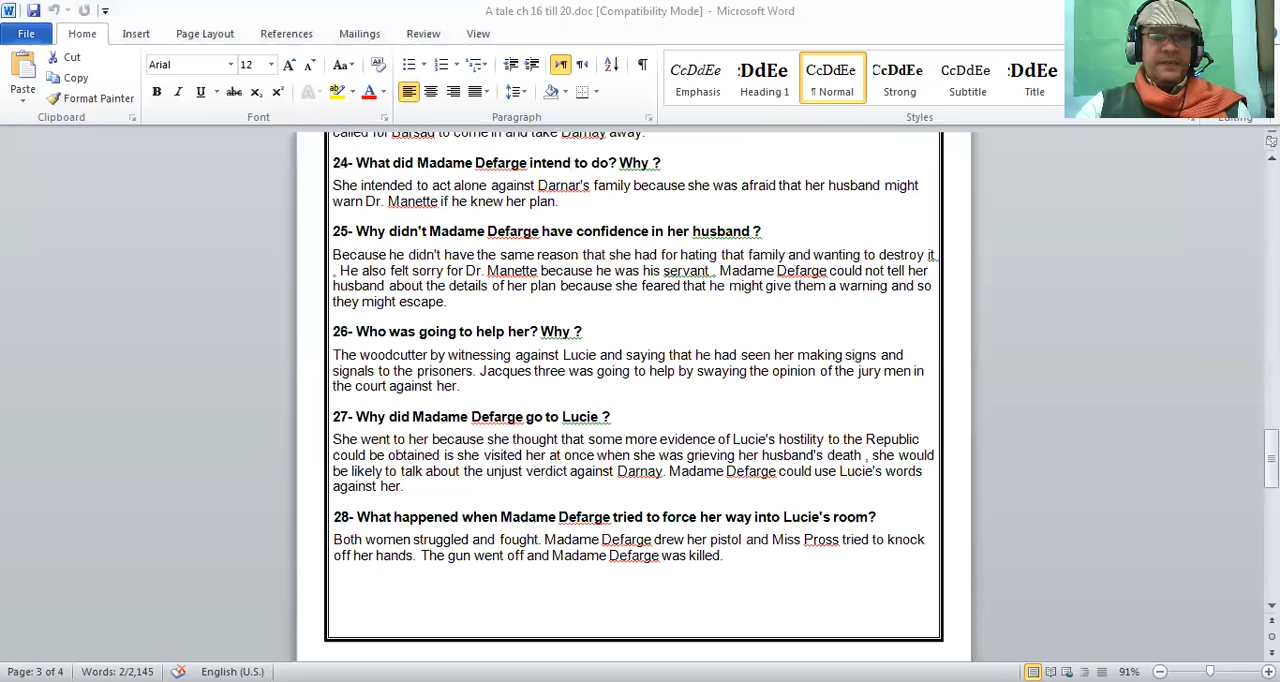 A tale ch 16 till 20.doc [Compatibility Mode] - Microsoft Word
File Home Insert Page Layout References Mailings Review View
Cut
Copy
Format Painter
Paste
Arial 12
AaBbCcDdEe
Emphasis
Heading 1
¶ Normal
Strong
Subtitle
Title
Clipboard Font Paragraph Styles Editing
called for Barsad to come in and take Darnay away.
24- What did Madame Defarge intend to do? Why ?
She intended to act alone against Darnar's family because she was afraid that her husband might
warn Dr. Manette if he knew her plan.
25- Why didn't Madame Defarge have confidence in her husband ?
Because he didn't have the same reason that she had for hating that family and wanting to destroy it
. He also felt sorry for Dr. Manette because he was his servant . Madame Defarge could not tell her
husband about the details of her plan because she feared that he might give them a warning and so
they might escape.
26- Who was going to help her? Why ?
The woodcutter by witnessing against Lucie and saying that he had seen her making signs and
signals to the prisoners. Jacques three was going to help by swaying the opinion of the jury men in
the court against her.
27- Why did Madame Defarge go to Lucie ?
She went to her because she thought that some more evidence of Lucie's hostility to the Republic
could be obtained is she visited her at once when she was grieving her husband's death , she would
be likely to talk about the unjust verdict against Darnay. Madame Defarge could use Lucie's words
against her.
28- What happened when Madame Defarge tried to force her way into Lucie's room?
Both women struggled and fought. Madame Defarge drew her pistol and Miss Pross tried to knock
off her hands. The gun went off and Madame Defarge was killed.
Page: 3 of 4 Words: 2/2,145 English (U.S.) 91%